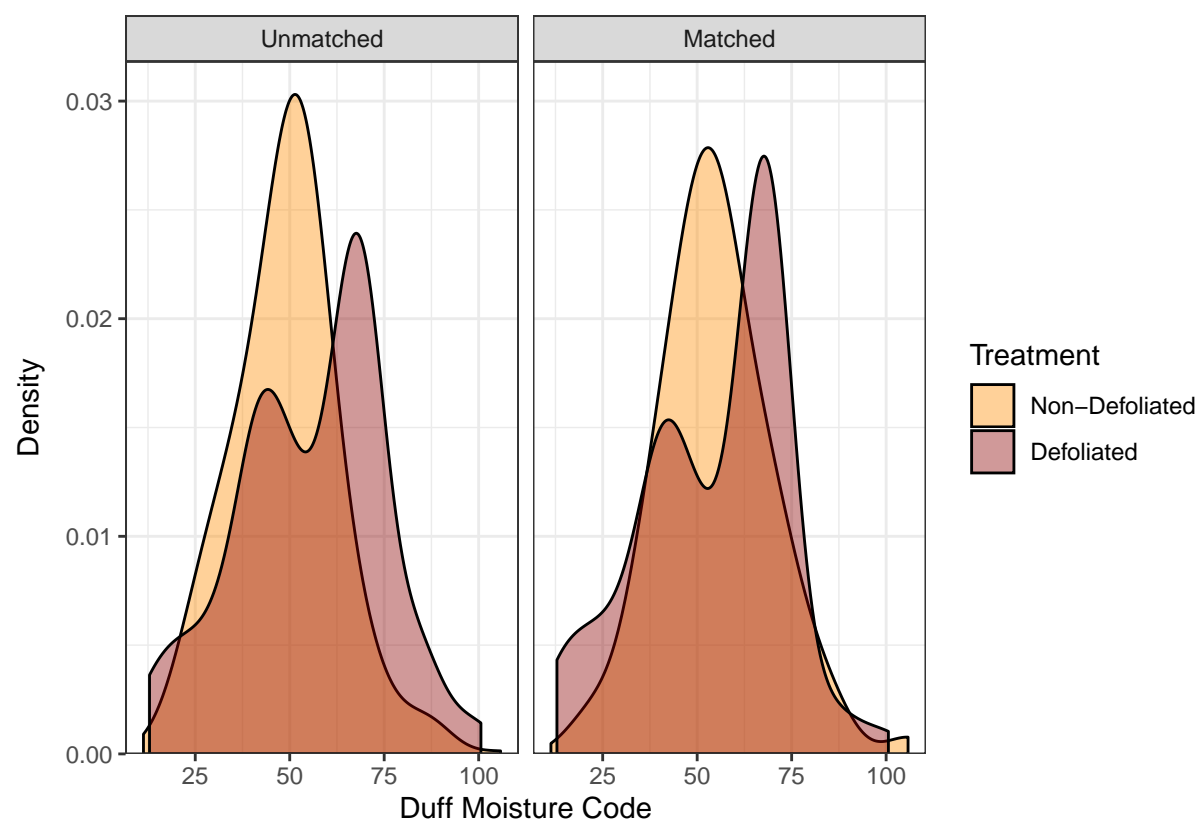 Unmatched
Matched
Density
0.03
0.02
0.01
0.00
25 50 75 100
25 50 75 100
Duff Moisture Code
Treatment
Non−Defoliated
Defoliated